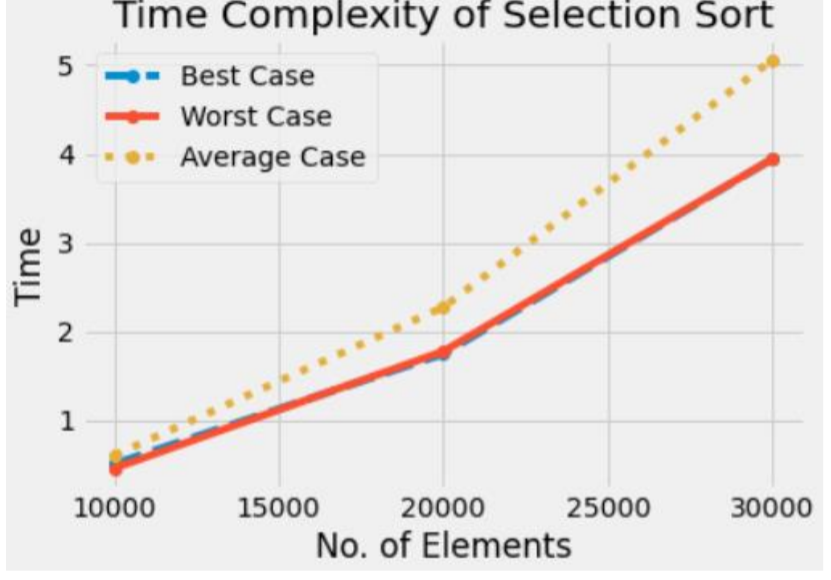 Time Complexity of Selection Sort
Best Case
Worst Case
Average Case
5
4
3
2
1
Time
10000 15000 20000 25000 30000
No. of Elements